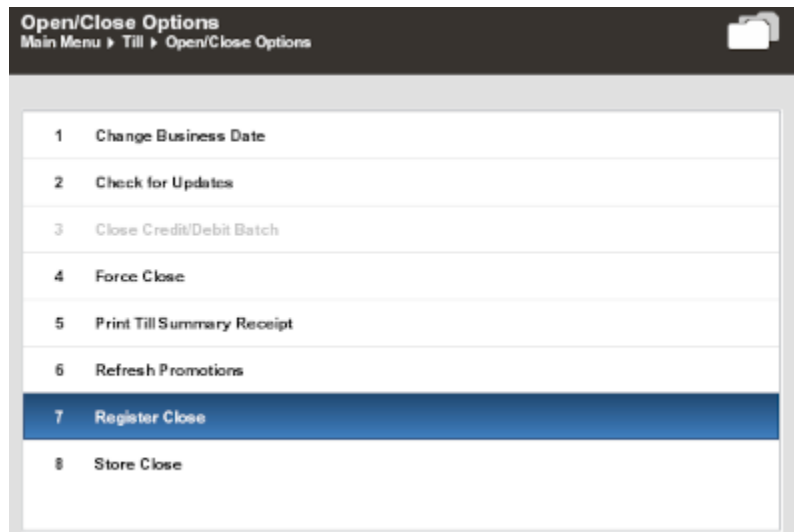 Open/Close Options
Main Menu ▸ Till ▸ Open/Close Options
1 Change Business Date
2 Check for Updates
3 Close Credit/Debit Batch
4 Force Close
5 Print Till Summary Receipt
6 Refresh Promotions
7 Register Close
8 Store Close